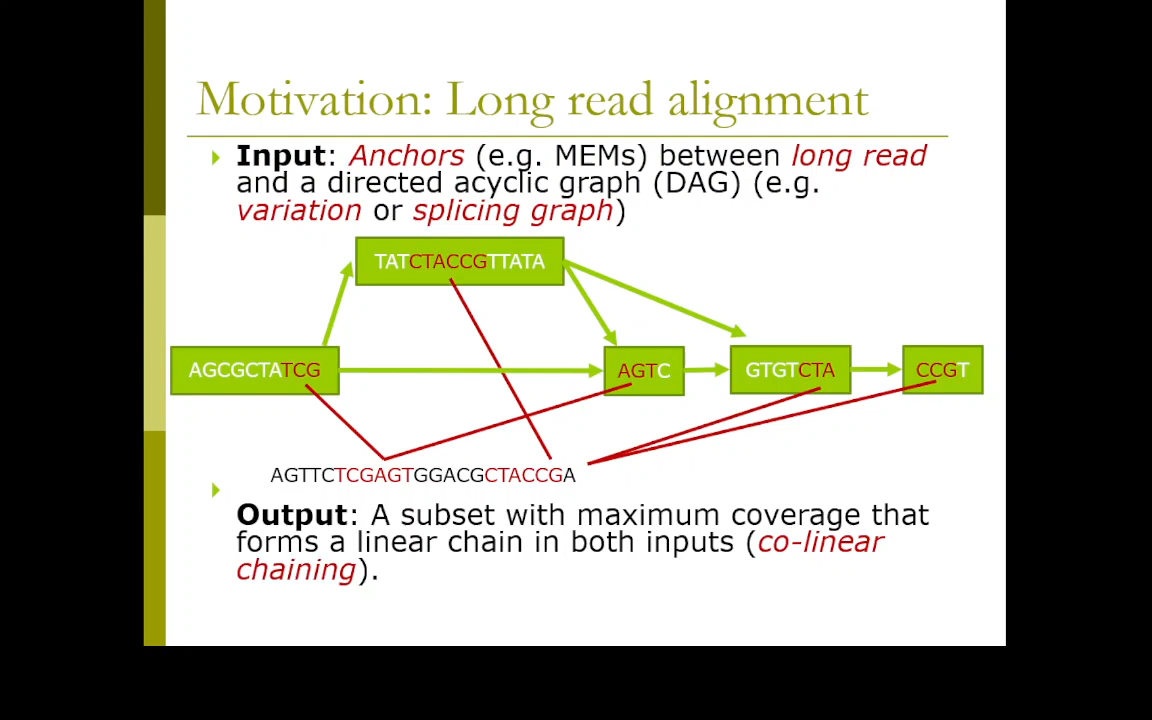 Motivation: Long read alignment
Input: Anchors (e.g. MEMs) between long read
and a directed acyclic graph (DAG) (e.g.
variation or splicing graph)
TATCTACCGTTATA
AGCGCTATCG
AGTC
GTGTCTA
CCGT
AGTTCTCGAGTGGACGCTACCGA
Output: A subset with maximum coverage that
forms a linear chain in both inputs (co-linear
chaining).